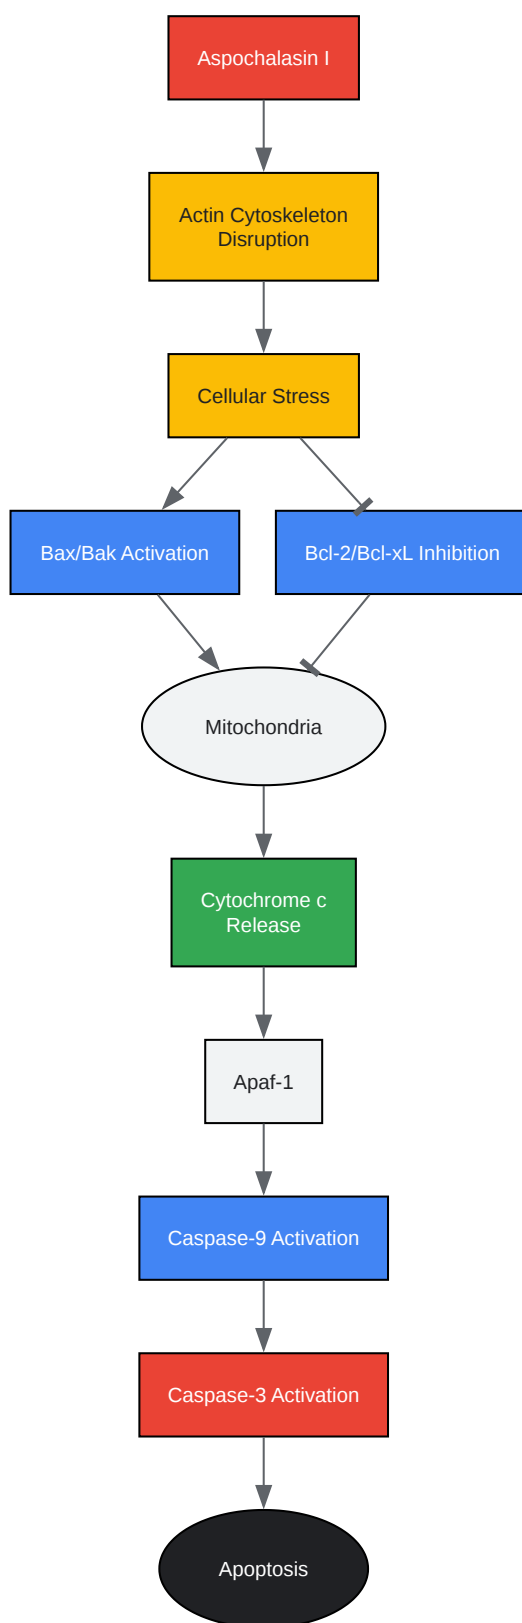 Aspochalasin I
Actin Cytoskeleton
Disruption
Cellular Stress
Bax/Bak Activation
Bcl-2/Bcl-xL Inhibition
Mitochondria
Cytochrome c
Release
Apaf-1
Caspase-9 Activation
Caspase-3 Activation
Apoptosis